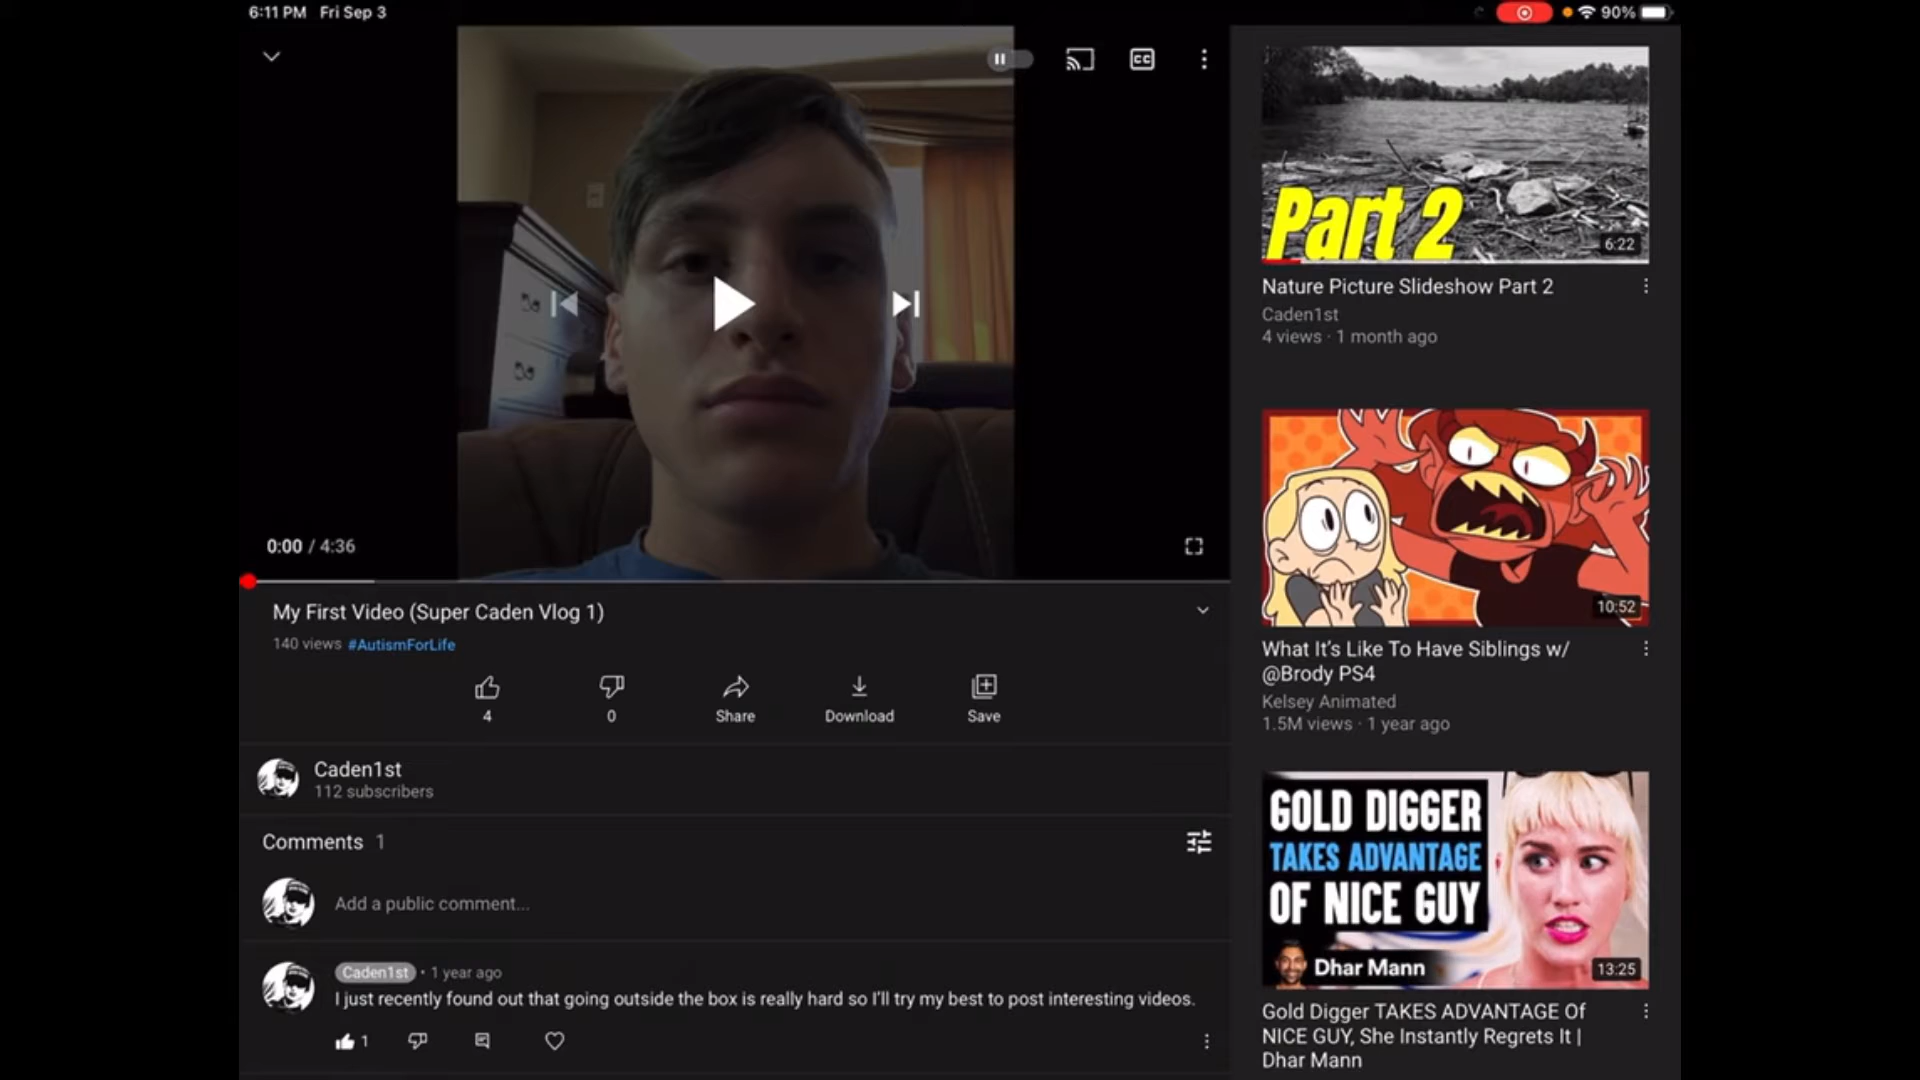 6:11 PM Fri Sep 3
90%
CC
0:00 / 4:36
My First Video (Super Caden Vlog 1)
140 views #AutismForLife
4
0
Share
Download
Save
Caden1st
112 subscribers
Comments 1
Add a public comment...
Caden1st • 1 year ago
I just recently found out that going outside the box is really hard so I'll try my best to post interesting videos.
1
Part 2
6:22
Nature Picture Slideshow Part 2
Caden1st
4 views · 1 month ago
10:52
What It's Like To Have Siblings w/
@Brody PS4
Kelsey Animated
1.5M views · 1 year ago
GOLD DIGGER
TAKES ADVANTAGE
OF NICE GUY
Dhar Mann
13:25
Gold Digger TAKES ADVANTAGE Of
NICE GUY, She Instantly Regrets It |
Dhar Mann